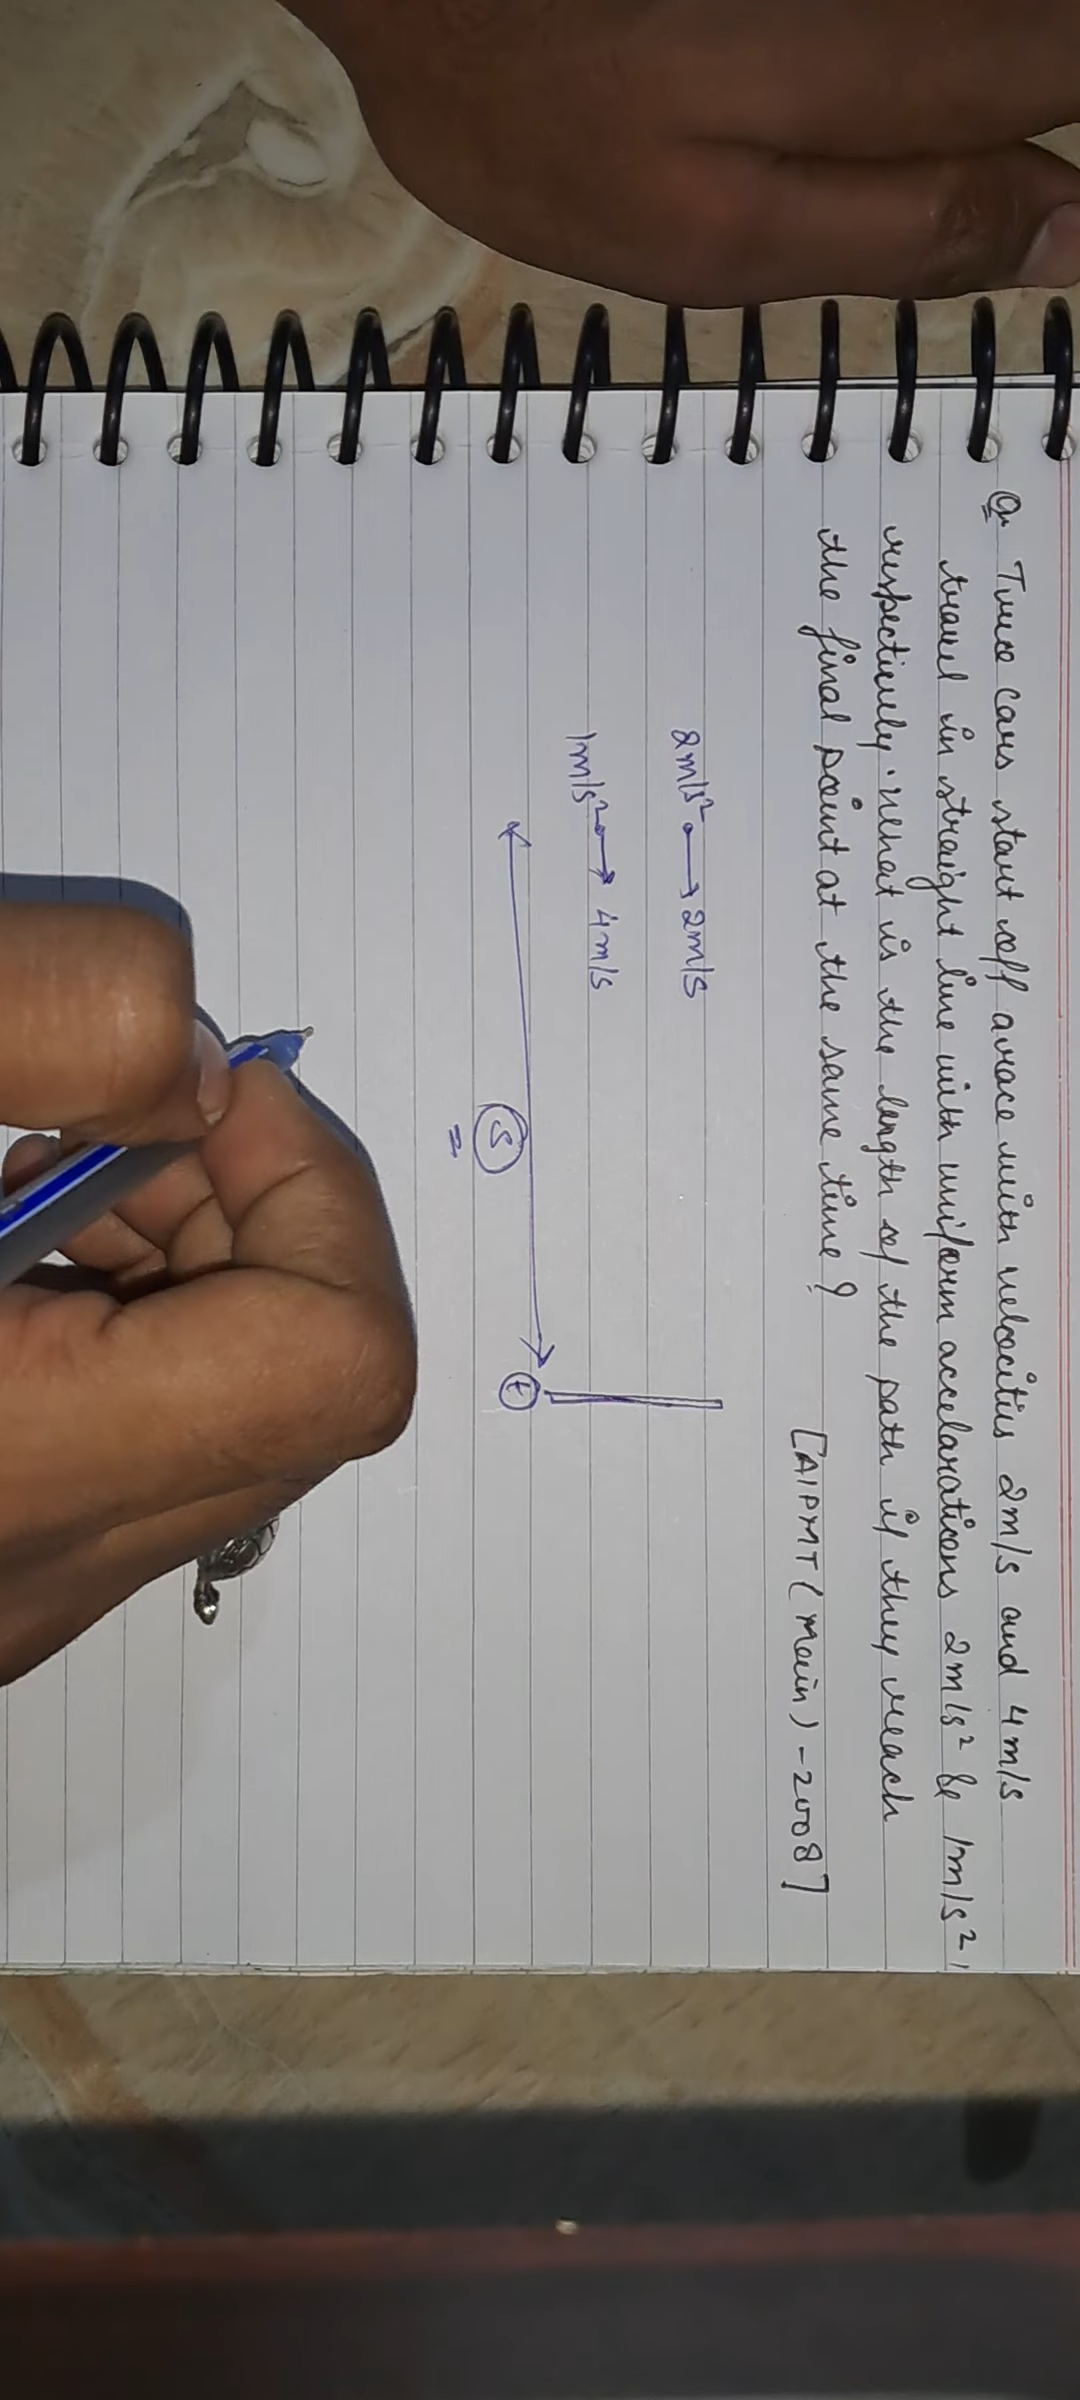 Q Two cars start off a race with velocities 2m/s and 4m/s
travel in straight line with uniform accelarations 2m/s² & 1m/s²,
respectively. What is the length of the path if they reach
the final point at the same time?
[AIPMT (Main) - 2008]
2m/s² → 2m/s
1m/s² → 4m/s
S
t